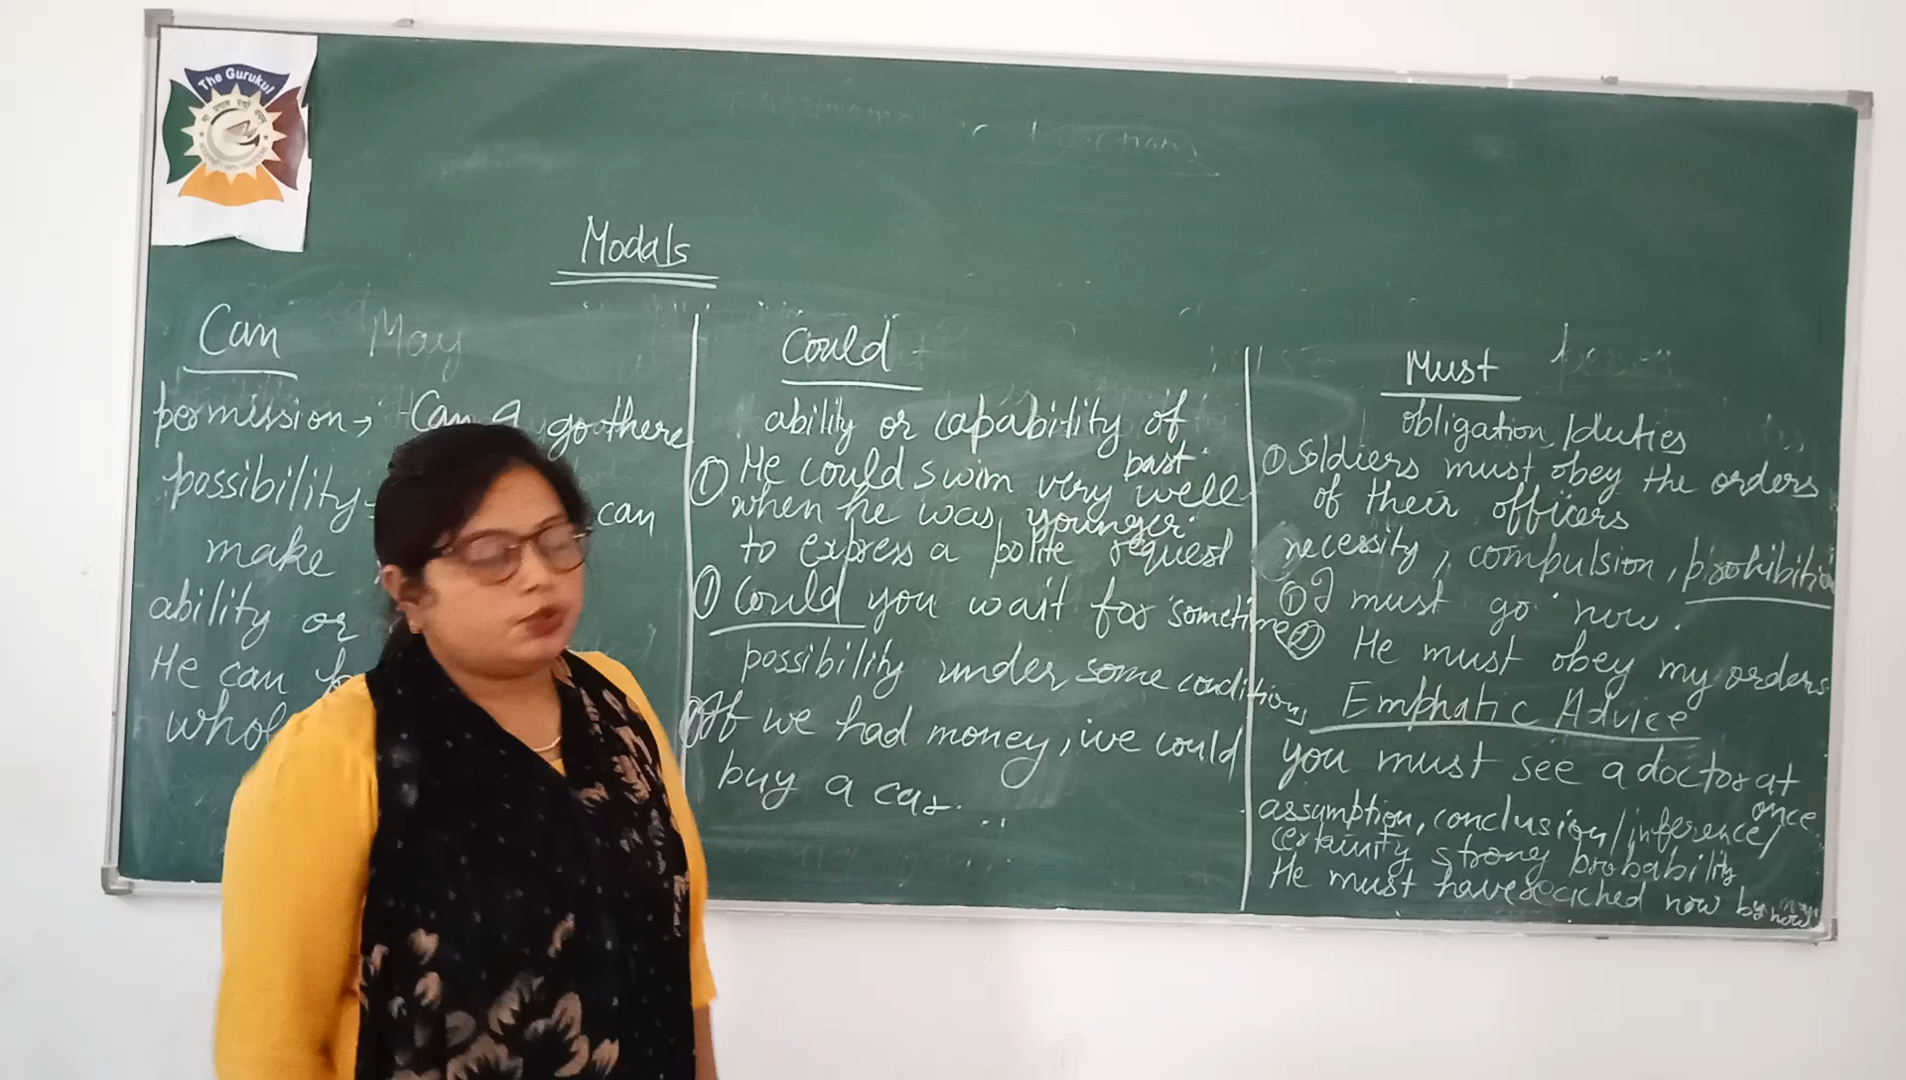 The Gurukul
Modals
Can
May
permission → Can I go there
possibility → can
make
ability or
He can
whol
Could
ability or capability of
past.
① He could swim very well
when he was younger.
to express a polite request
① Could you wait for sometime
possibility under some conditions
① If we had money, we could
buy a car.
Must
obligation/duties
① Soldiers must obey the orders
of their officers
necessity, compulsion, prohibition
① I must go now.
② He must obey my orders
Emphatic Advice
you must see a doctor at
once
assumption, conclusion/inference/
certainity strong probability
He must have reached now by now